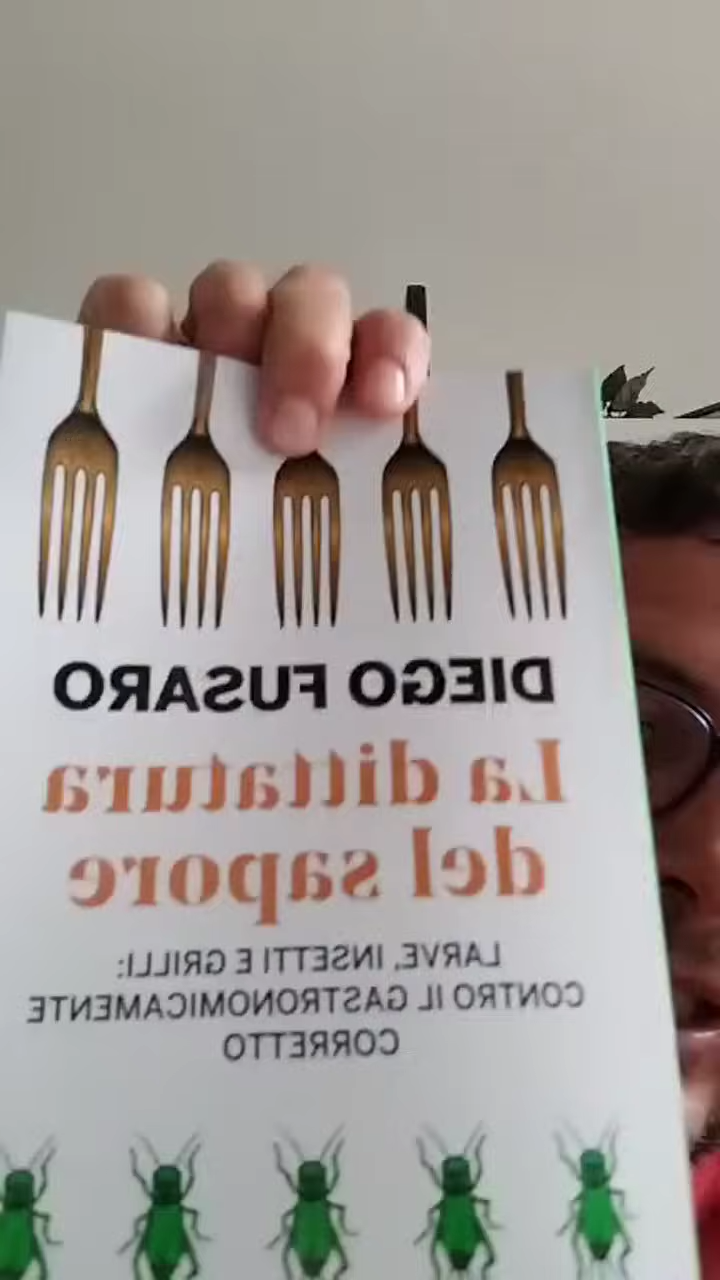 DIEGO FUSARO
La dittatura
del sapore
LARVE, INSETTI E GRILLI:
CONTRO IL GASTRONOMICAMENTE
CORRETTO